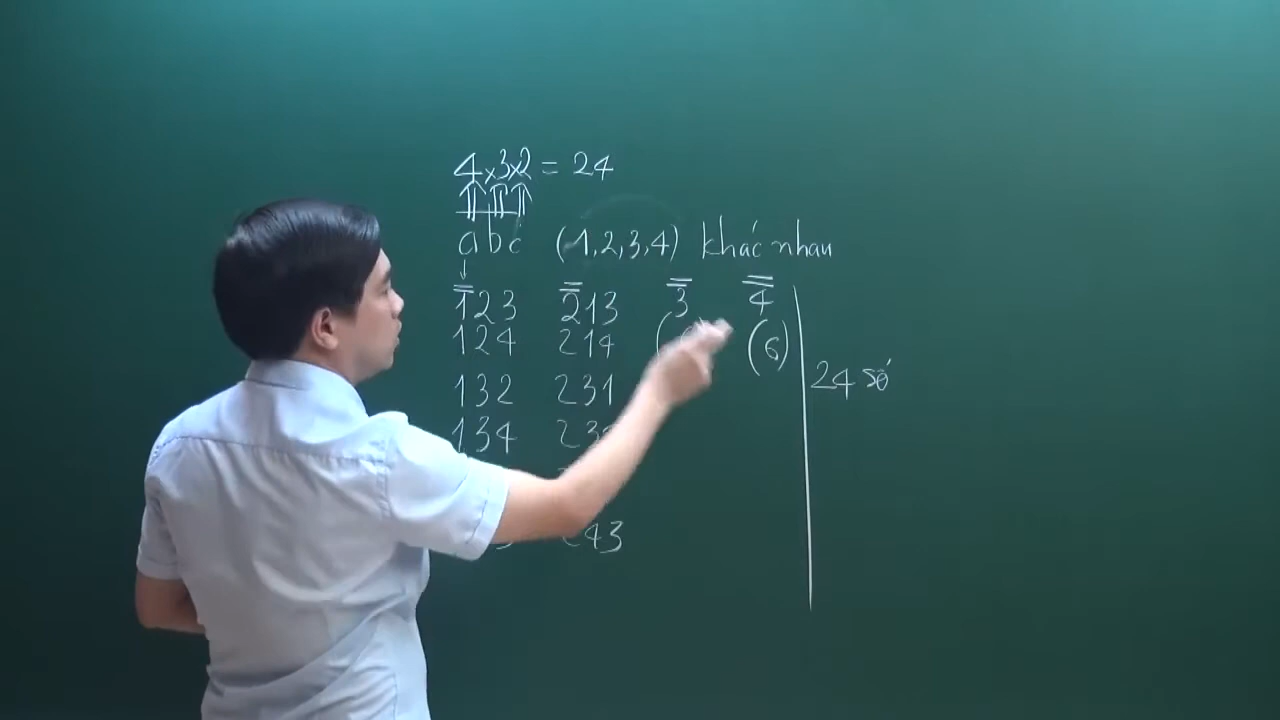 4x3x2 = 24
abc (1,2,3,4) khác nhau
123 213 3 4
124 214 (6)
132 231 24 số
134
243